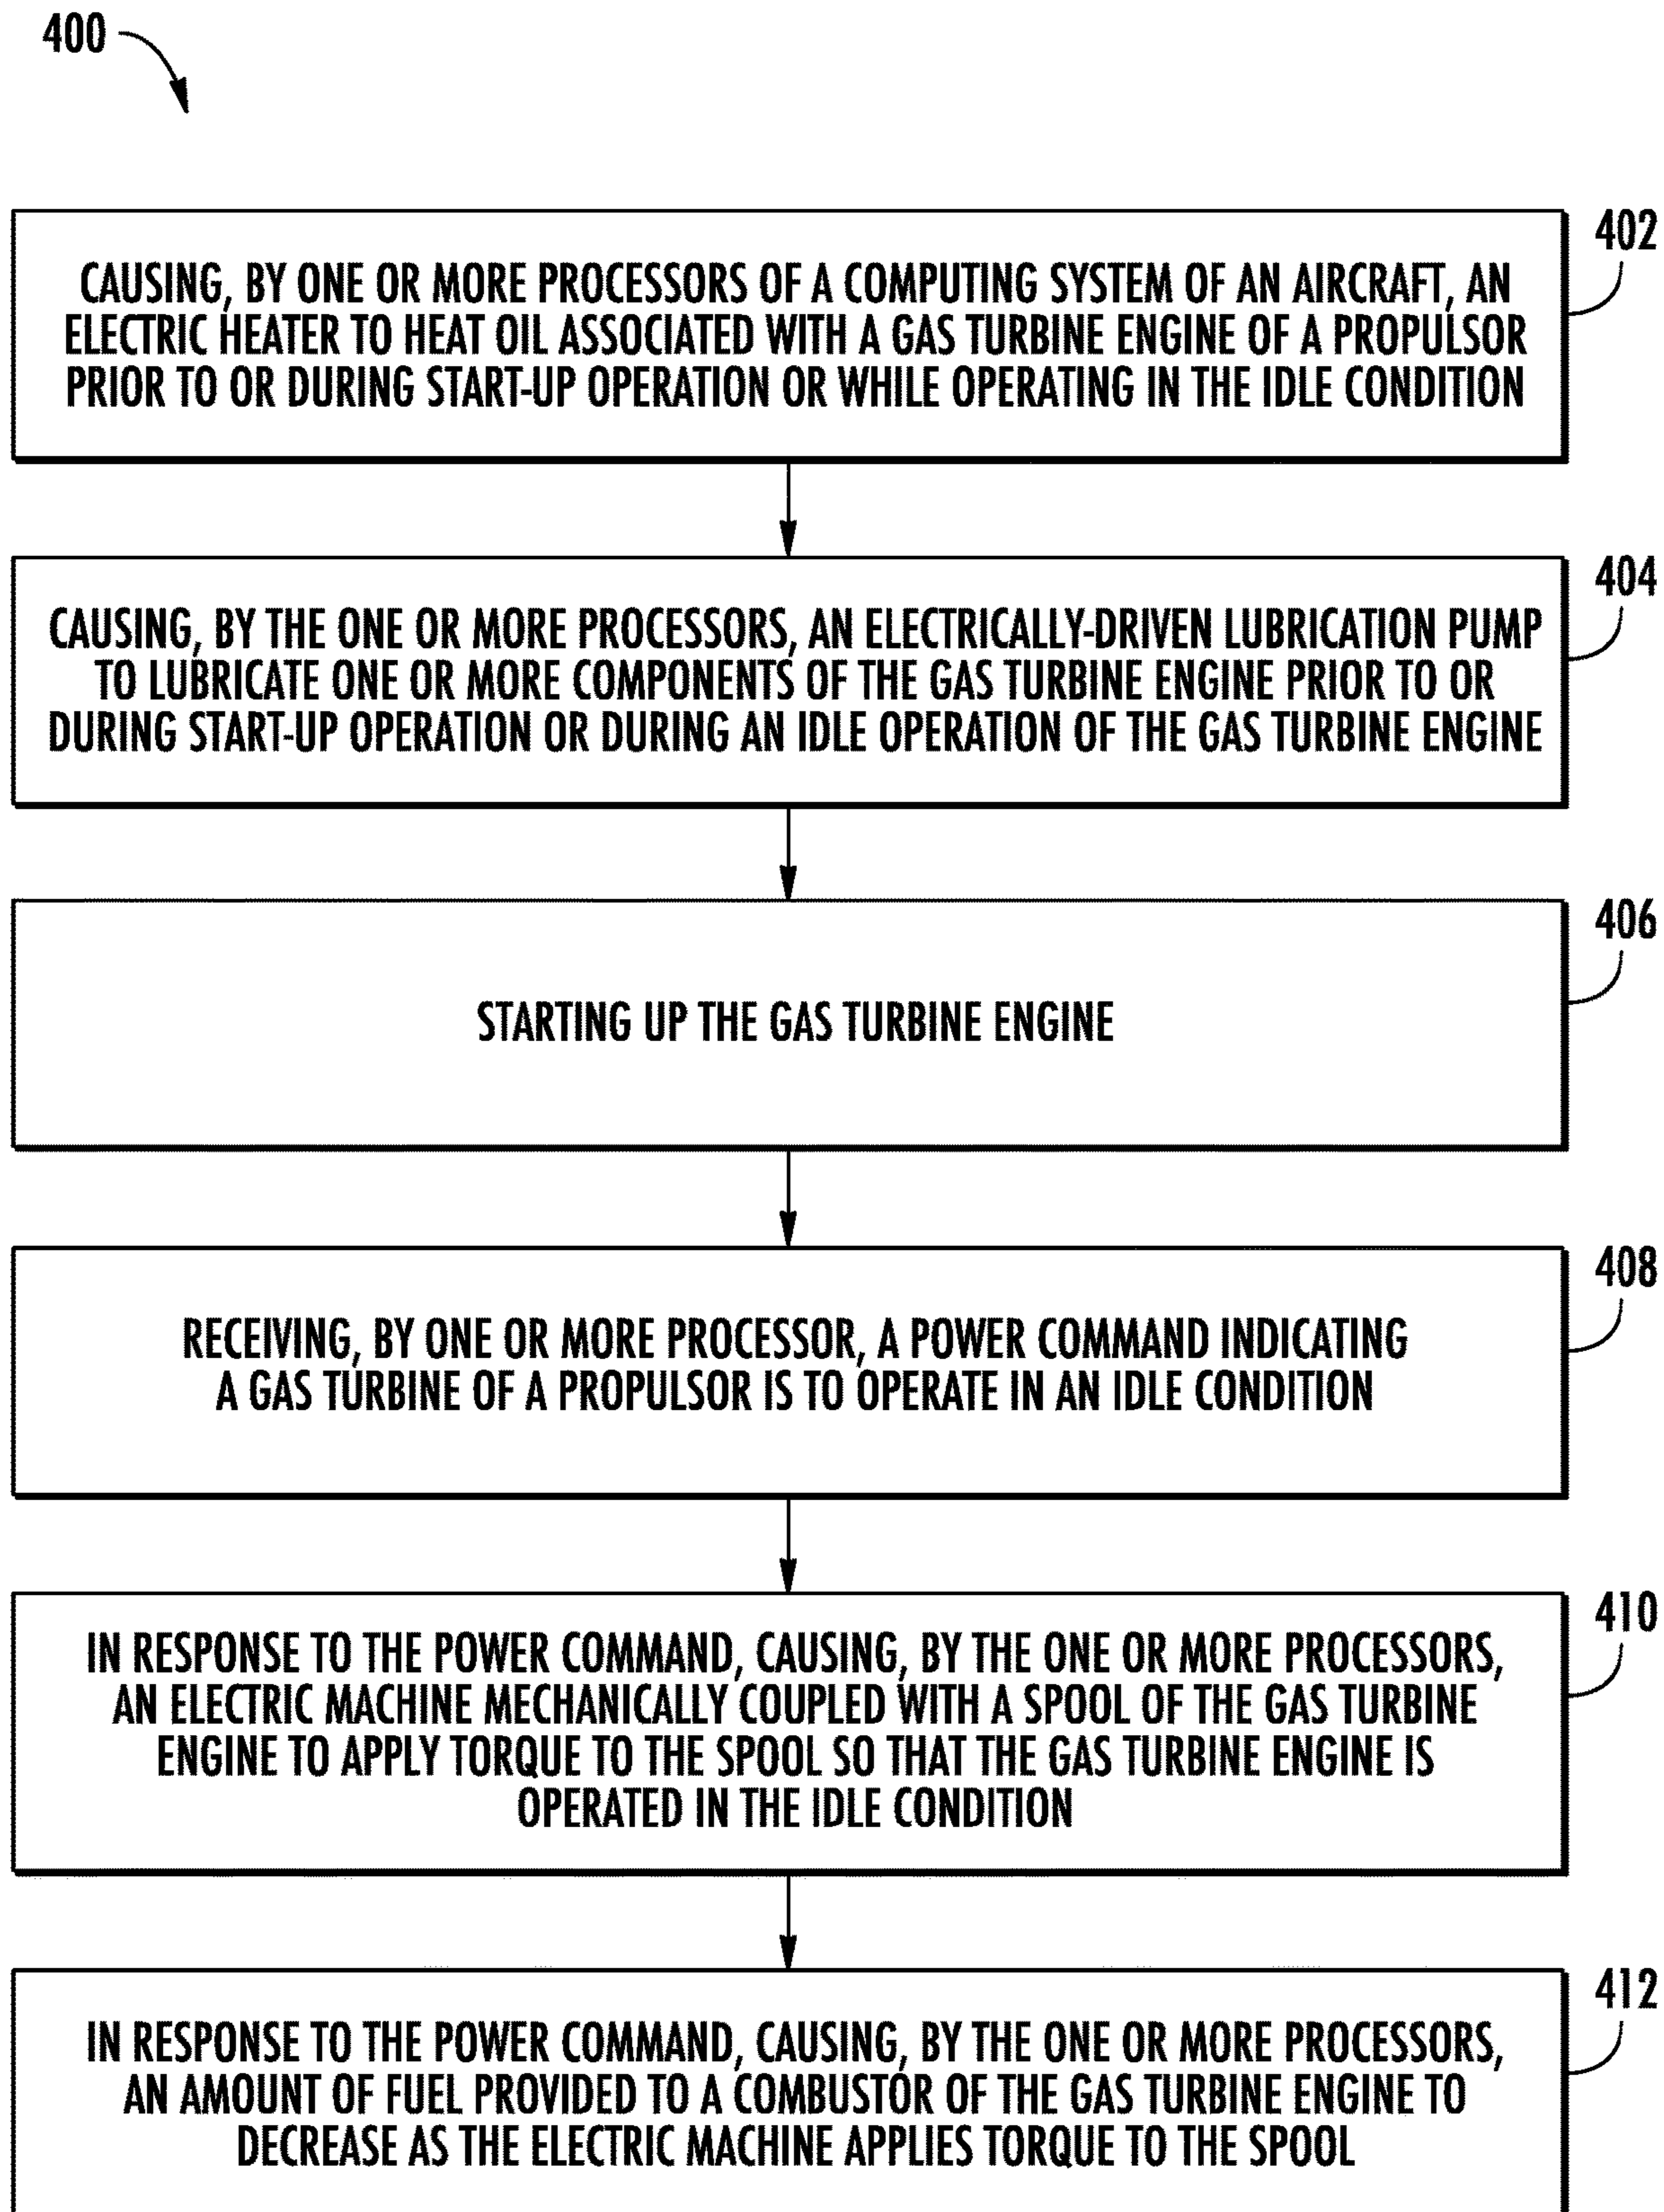 400
402
CAUSING, BY ONE OR MORE PROCESSORS OF A COMPUTING SYSTEM OF AN AIRCRAFT, AN
ELECTRIC HEATER TO HEAT OIL ASSOCIATED WITH A GAS TURBINE ENGINE OF A PROPULSOR
PRIOR TO OR DURING START-UP OPERATION OR WHILE OPERATING IN THE IDLE CONDITION
404
CAUSING, BY THE ONE OR MORE PROCESSORS, AN ELECTRICALLY-DRIVEN LUBRICATION PUMP
TO LUBRICATE ONE OR MORE COMPONENTS OF THE GAS TURBINE ENGINE PRIOR TO OR
DURING START-UP OPERATION OR DURING AN IDLE OPERATION OF THE GAS TURBINE ENGINE
406
STARTING UP THE GAS TURBINE ENGINE
408
RECEIVING, BY ONE OR MORE PROCESSOR, A POWER COMMAND INDICATING
A GAS TURBINE OF A PROPULSOR IS TO OPERATE IN AN IDLE CONDITION
410
IN RESPONSE TO THE POWER COMMAND, CAUSING, BY THE ONE OR MORE PROCESSORS,
AN ELECTRIC MACHINE MECHANICALLY COUPLED WITH A SPOOL OF THE GAS TURBINE
ENGINE TO APPLY TORQUE TO THE SPOOL SO THAT THE GAS TURBINE ENGINE IS
OPERATED IN THE IDLE CONDITION
412
IN RESPONSE TO THE POWER COMMAND, CAUSING, BY THE ONE OR MORE PROCESSORS,
AN AMOUNT OF FUEL PROVIDED TO A COMBUSTOR OF THE GAS TURBINE ENGINE TO
DECREASE AS THE ELECTRIC MACHINE APPLIES TORQUE TO THE SPOOL